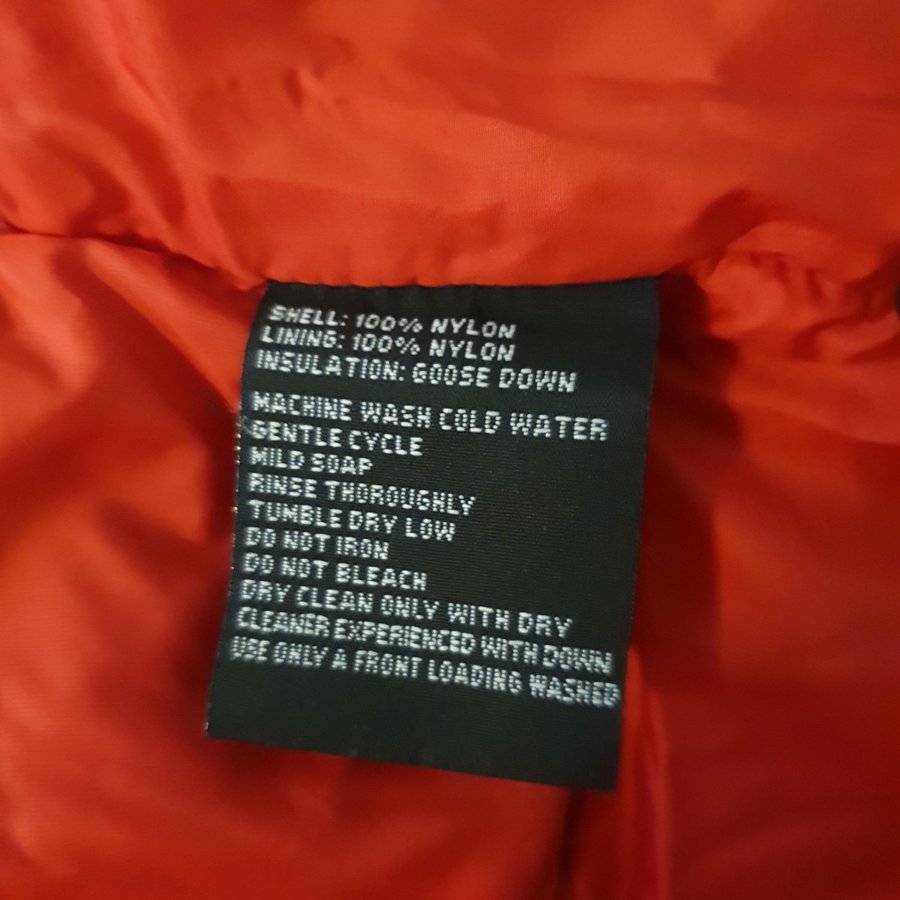 SHELL: 100% NYLON
LINING: 100% NYLON
INSULATION: GOOSE DOWN
MACHINE WASH COLD WATER
GENTLE CYCLE
MILD SOAP
RINSE THOROUGHLY
TUMBLE DRY LOW
DO NOT IRON
DO NOT BLEACH
DRY CLEAN ONLY WITH DRY
CLEANER EXPERIENCED WITH DOWN
USE ONLY A FRONT LOADING WASHED